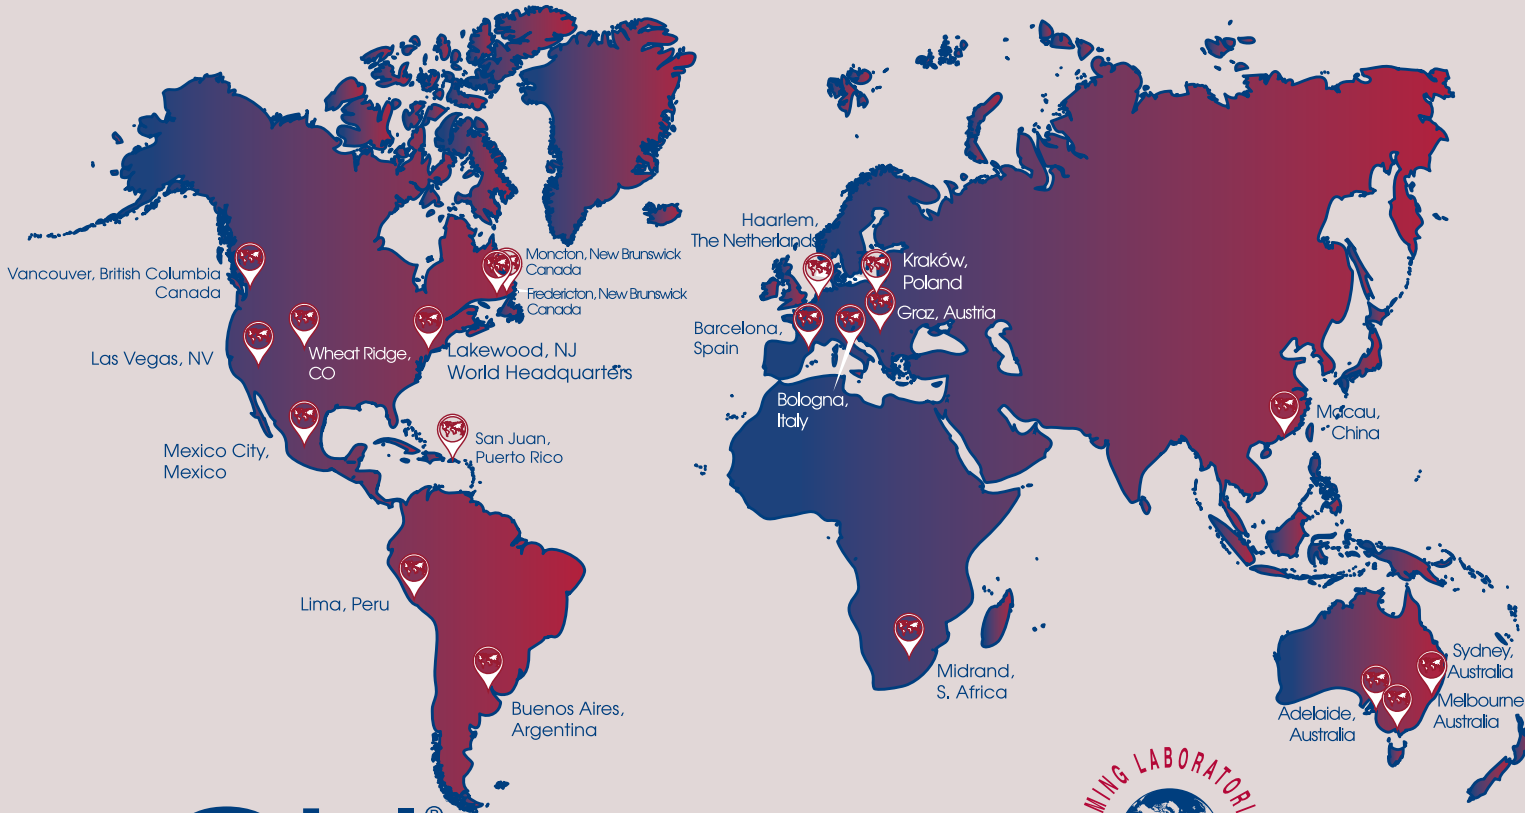 Haarlem,
The Netherlands
Moncton, New Brunswick
Canada
Kraków,
Poland
Vancouver, British Columbia
Canada
Fredericton, New Brunswick
Canada
Graz, Austria
Barcelona,
Spain
Las Vegas, NV
Wheat Ridge,
CO
Lakewood, NJ
World Headquarters
Bologna,
Italy
Macau,
China
Mexico City,
Mexico
San Juan,
Puerto Rico
Lima, Peru
Midrand,
S. Africa
Sydney,
Australia
Buenos Aires,
Argentina
Adelaide,
Australia
Melbourne
Australia
MING LABORATORI
®